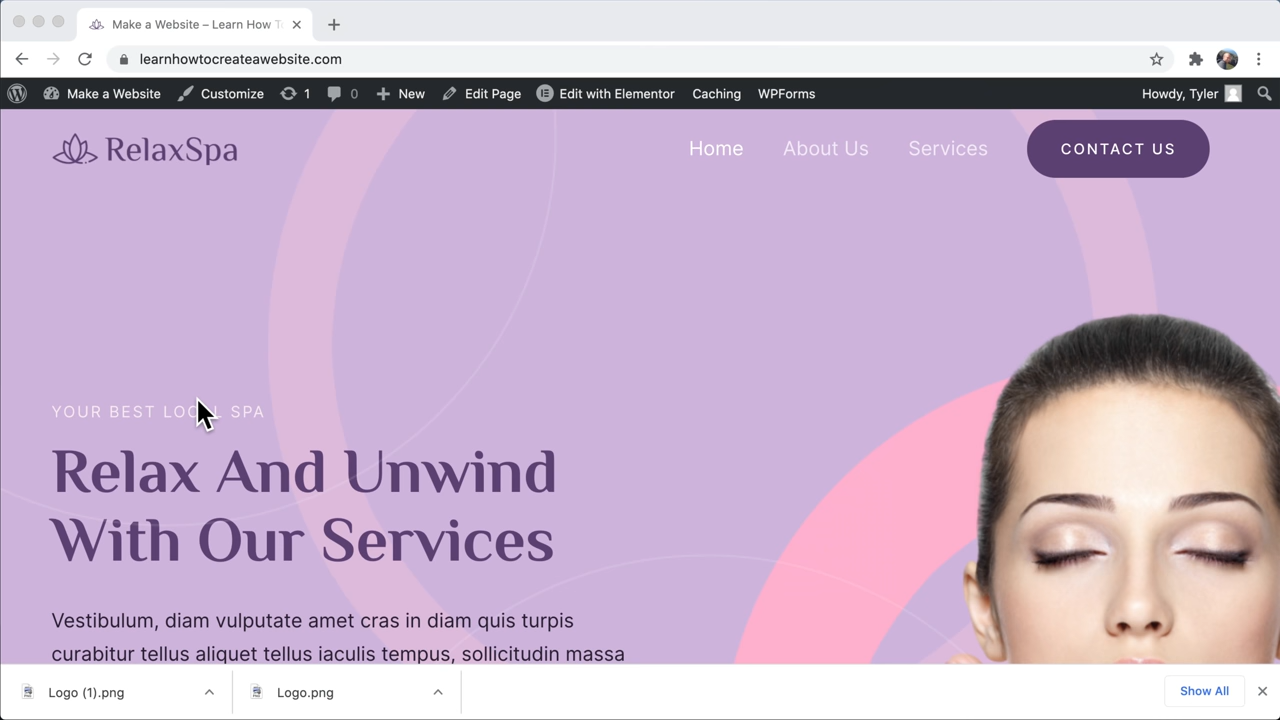 Make a Website – Learn How T
learnhowtocreateawebsite.com
Make a Website Customize 1 0 New Edit Page Edit with Elementor Caching WPForms Howdy, Tyler
RelaxSpa Home About Us Services CONTACT US
YOUR BEST LOCAL SPA
Relax And Unwind
With Our Services
Vestibulum, diam vulputate amet cras in diam quis turpis
curabitur tellus aliquet tellus iaculis tempus, sollicitudin massa
Logo (1).png Logo.png Show All